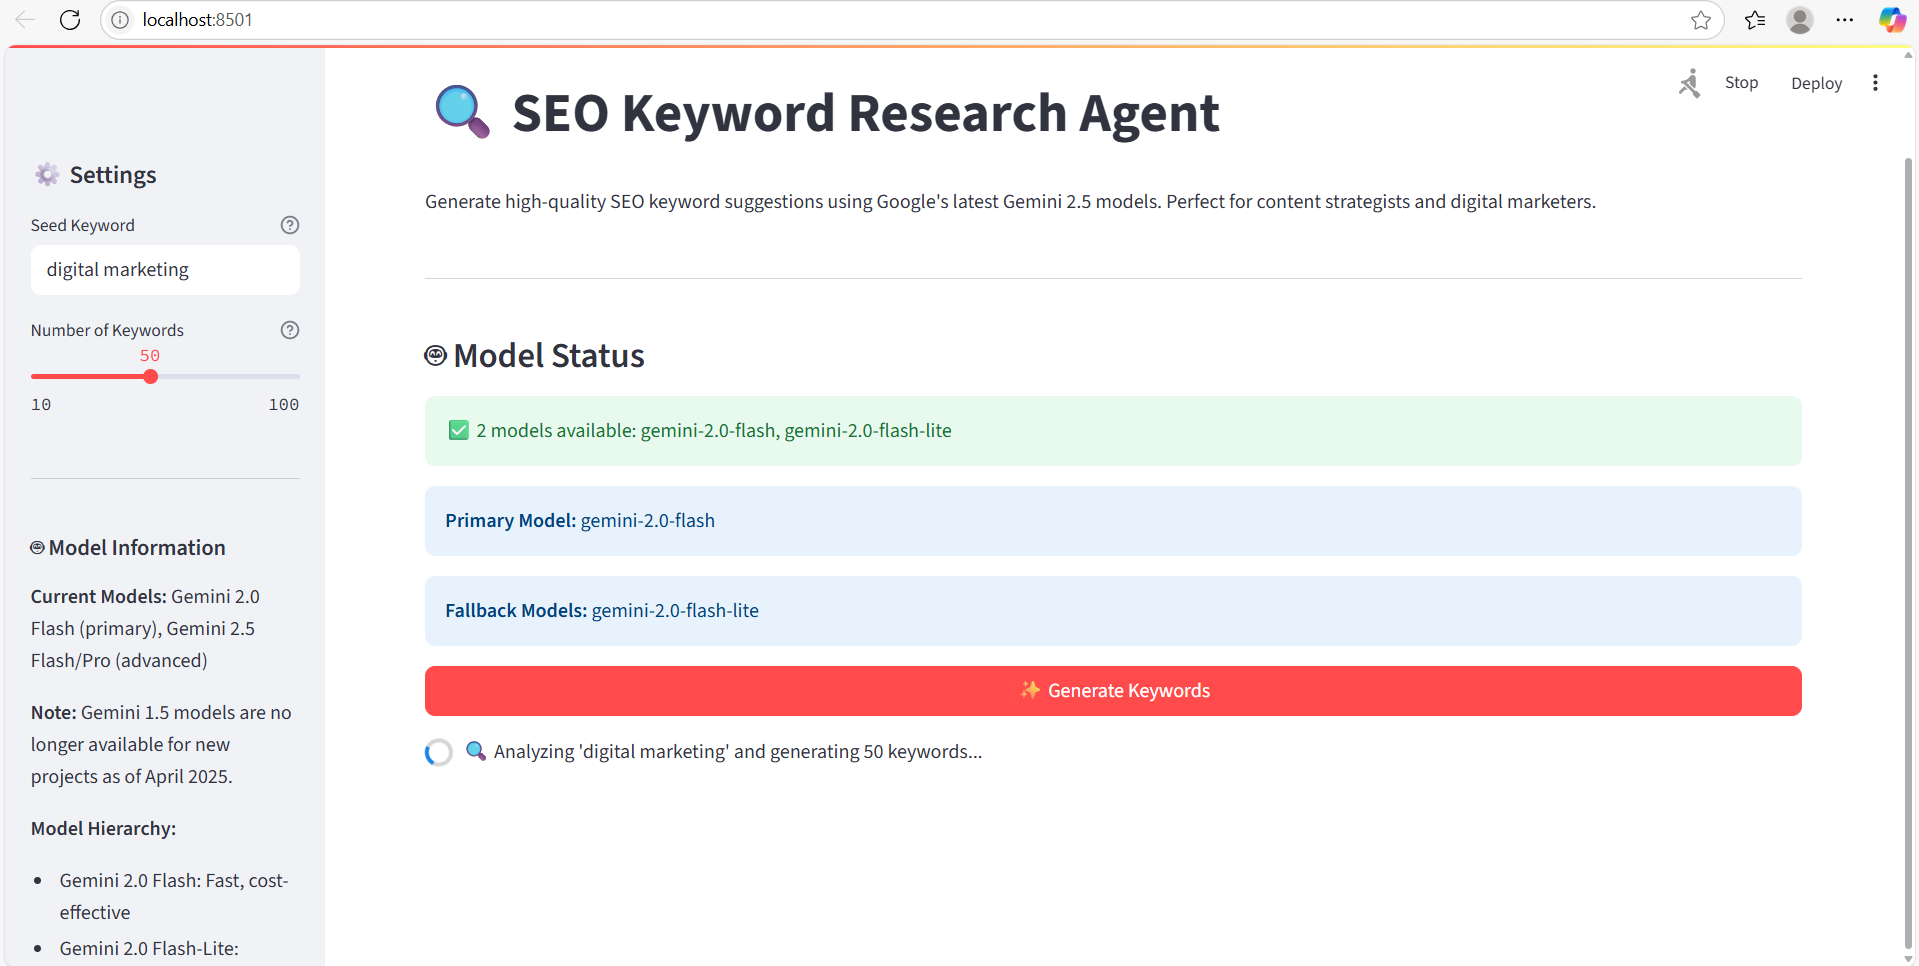 localhost:8501
Stop
Deploy
SEO Keyword Research Agent
Generate high-quality SEO keyword suggestions using Google's latest Gemini 2.5 models. Perfect for content strategists and digital marketers.
Settings
Seed Keyword
digital marketing
Number of Keywords
50
10
100
Model Information
Current Models: Gemini 2.0
Flash (primary), Gemini 2.5
Flash/Pro (advanced)
Note: Gemini 1.5 models are no
longer available for new
projects as of April 2025.
Model Hierarchy:
Gemini 2.0 Flash: Fast, cost-
effective
Gemini 2.0 Flash-Lite:
Model Status
2 models available: gemini-2.0-flash, gemini-2.0-flash-lite
Primary Model: gemini-2.0-flash
Fallback Models: gemini-2.0-flash-lite
Generate Keywords
Analyzing 'digital marketing' and generating 50 keywords...